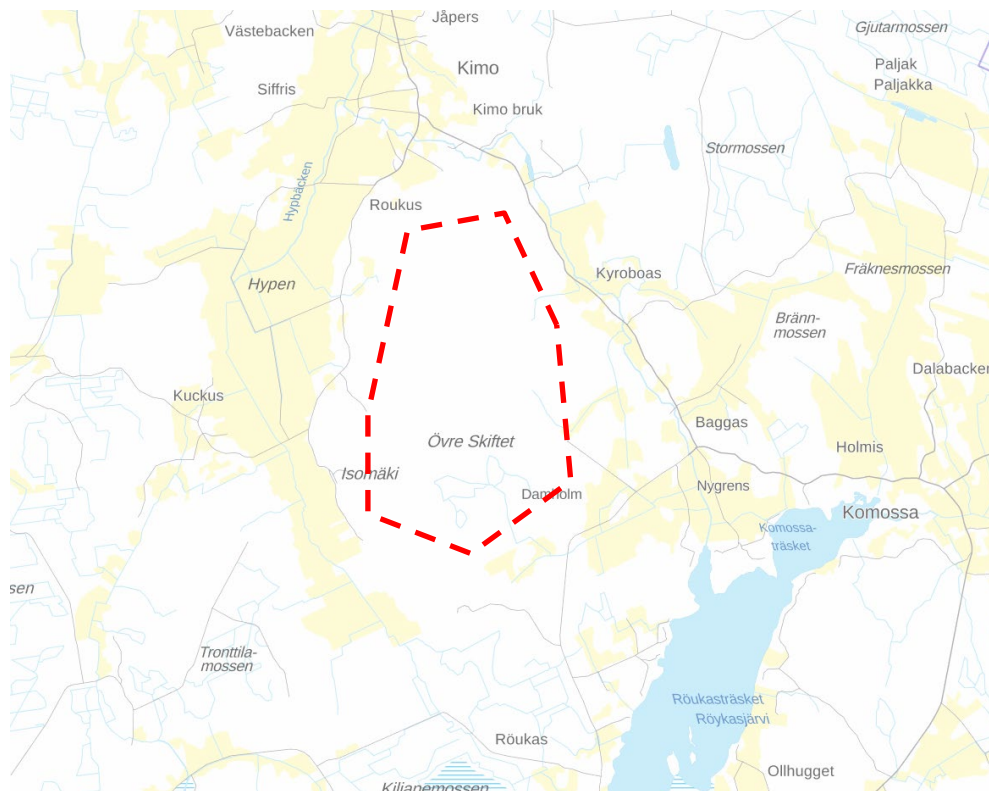 Jåpers
Västebacken
Gjutarmossen
Kimo
Paljak
Paljakka
Siffris
Kimo bruk
Stormossen
Hypbäcken
Roukus
Kyroboas
Fräknesmossen
Hypen
Bränn-
mossen
Dalabacken
Kuckus
Baggas
Övre Skiftet
Holmis
Isomäki
Nygrens
Damholm
Komossa
Komossa-
träsket
sen
Tronttila-
mossen
Röukasträsket
Röykasjärvi
Röukas
Ollhugget
Kiljanemossen